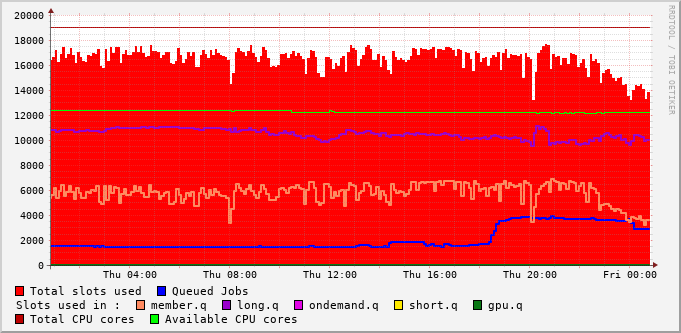 20000
18000
16000
14000
12000
10000
8000
6000
4000
2000
0
Thu 04:00 Thu 08:00 Thu 12:00 Thu 16:00 Thu 20:00 Fri 00:00
RRDTOOL / TOBI OETIKER
Total slots used Queued Jobs
Slots used in : member.q long.q ondemand.q short.q gpu.q
Total CPU cores Available CPU cores